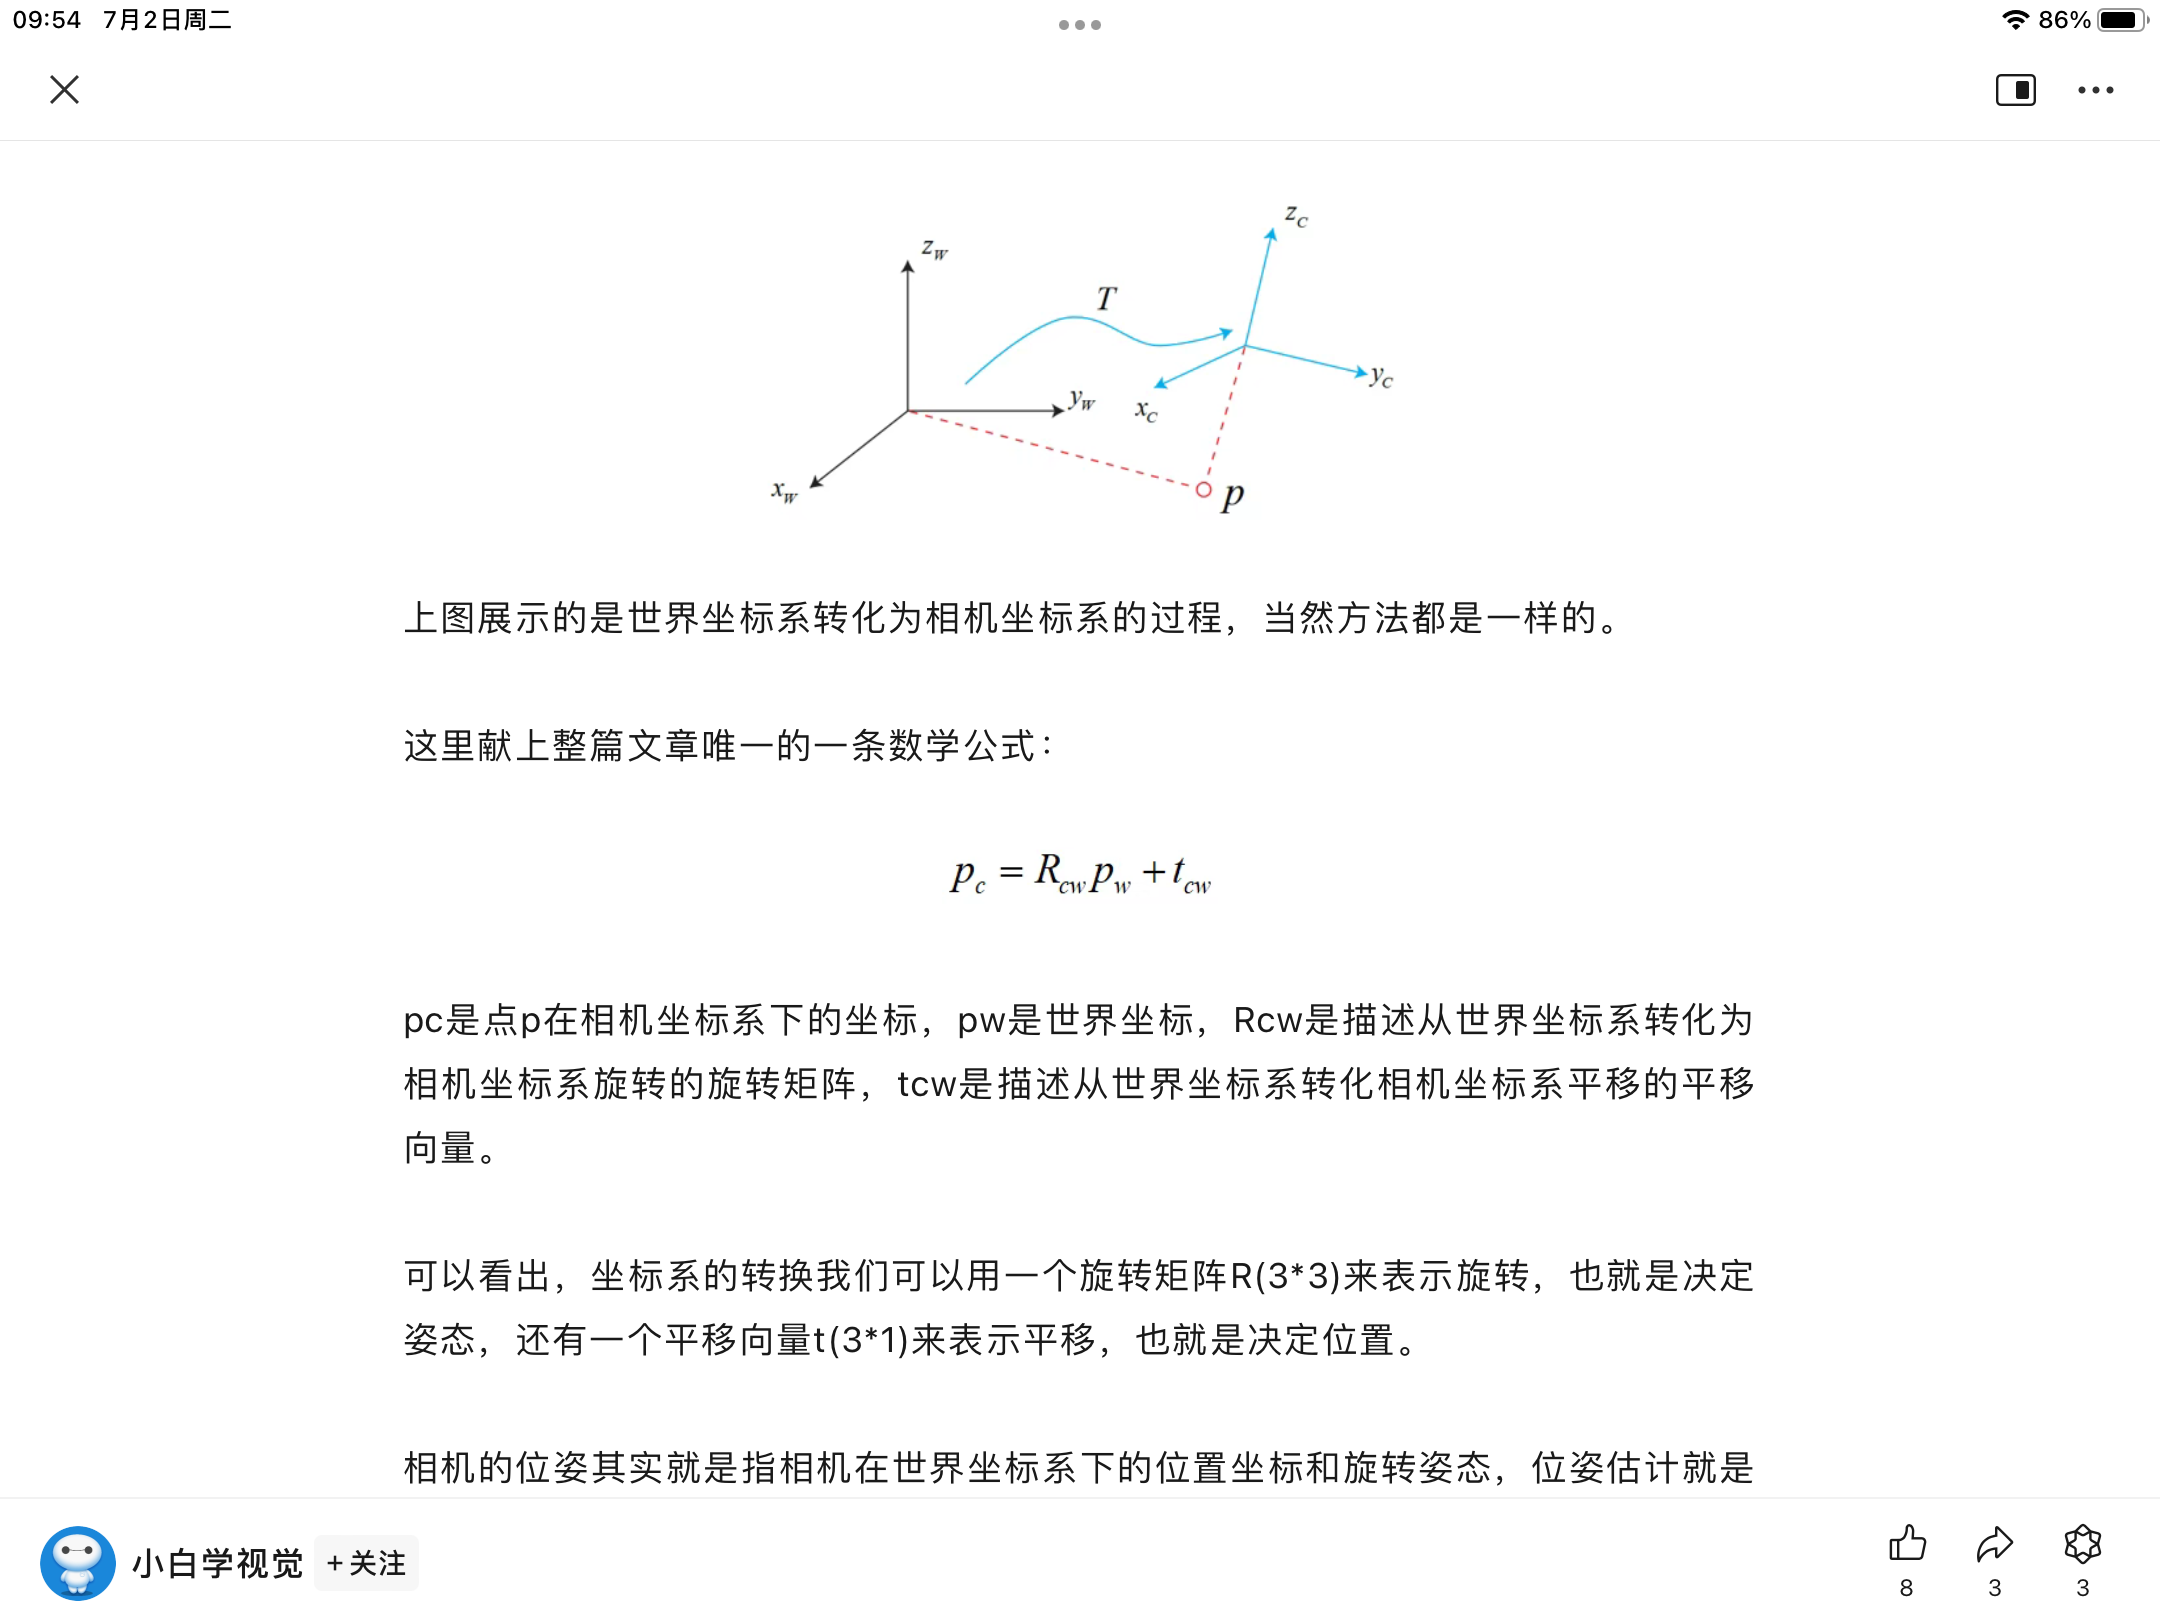 09:54 7月2日周二 86%
z_C
z_W
T
y_C
y_W
x_C
x_W
p
上图展示的是世界坐标系转化为相机坐标系的过程，当然方法都是一样的。
这里献上整篇文章唯一的一条数学公式：
p_c = R_cw p_w + t_cw
pc是点p在相机坐标系下的坐标，pw是世界坐标，Rcw是描述从世界坐标系转化为
相机坐标系旋转的旋转矩阵，tcw是描述从世界坐标系转化相机坐标系平移的平移
向量。
可以看出，坐标系的转换我们可以用一个旋转矩阵R(3*3)来表示旋转，也就是决定
姿态，还有一个平移向量t(3*1)来表示平移，也就是决定位置。
相机的位姿其实就是指相机在世界坐标系下的位置坐标和旋转姿态，位姿估计就是
小白学视觉 +关注
8 3 3